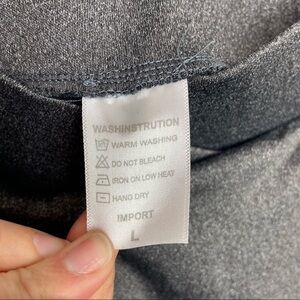 WASHINSTRUTION
WARM WASHING
DO NOT BLEACH
IRON ON LOW HEAT
HANG DRY
IMPORT
L